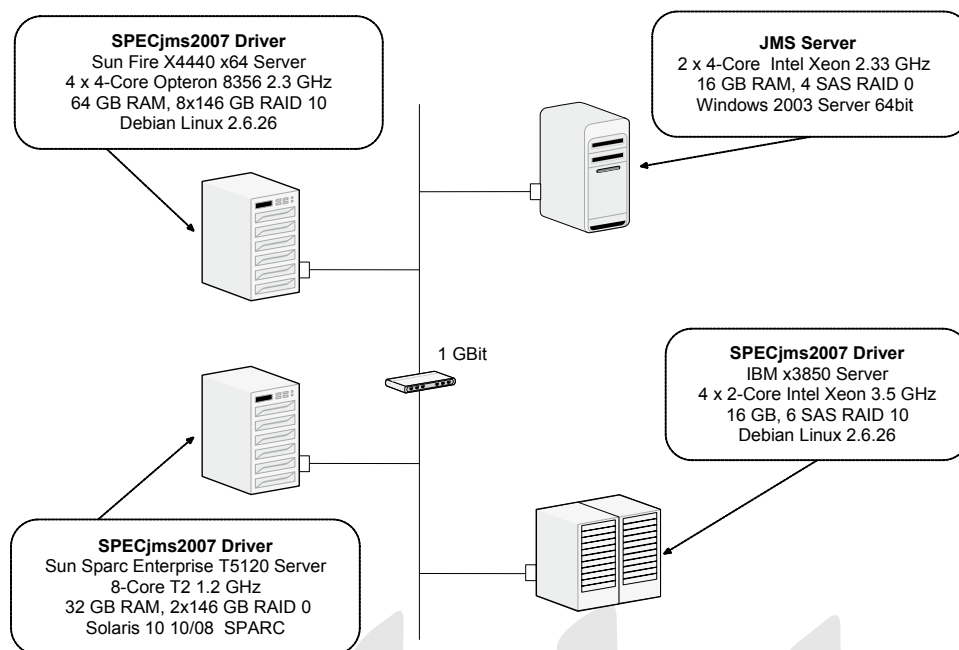 SPECjms2007 Driver
Sun Fire X4440 x64 Server
4 x 4-Core Opteron 8356 2.3 GHz
64 GB RAM, 8x146 GB RAID 10
Debian Linux 2.6.26
JMS Server
2 x 4-Core Intel Xeon 2.33 GHz
16 GB RAM, 4 SAS RAID 0
Windows 2003 Server 64bit
1 GBit
SPECjms2007 Driver
IBM x3850 Server
4 x 2-Core Intel Xeon 3.5 GHz
16 GB, 6 SAS RAID 10
Debian Linux 2.6.26
SPECjms2007 Driver
Sun Sparc Enterprise T5120 Server
8-Core T2 1.2 GHz
32 GB RAM, 2x146 GB RAID 0
Solaris 10 10/08 SPARC